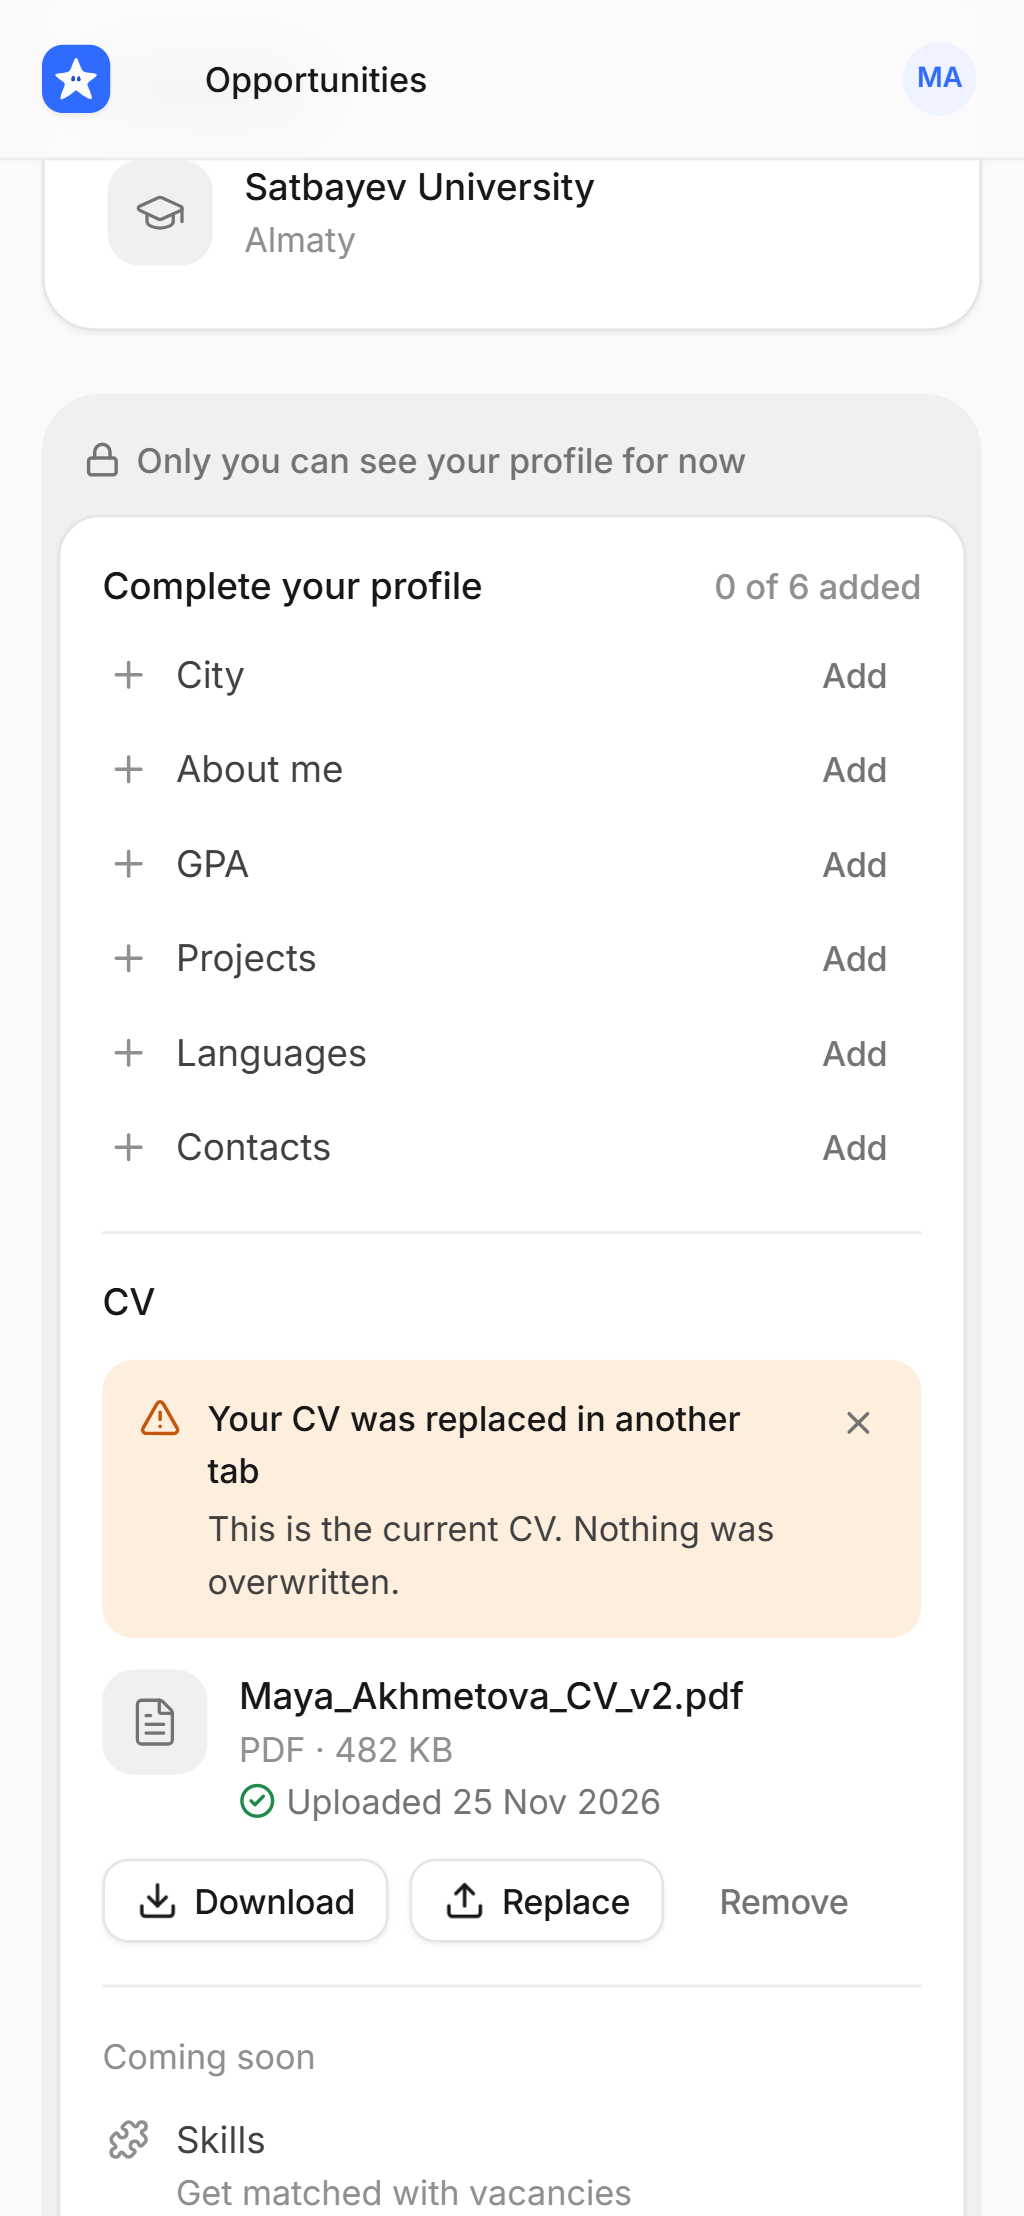 Opportunities
MA
Satbayev University
Almaty
Only you can see your profile for now
Complete your profile
0 of 6 added
City
Add
About me
Add
GPA
Add
Projects
Add
Languages
Add
Contacts
Add
CV
Your CV was replaced in another
tab
This is the current CV. Nothing was
overwritten.
Maya_Akhmetova_CV_v2.pdf
PDF · 482 KB
Uploaded 25 Nov 2026
Download
Replace
Remove
Coming soon
Skills
Get matched with vacancies